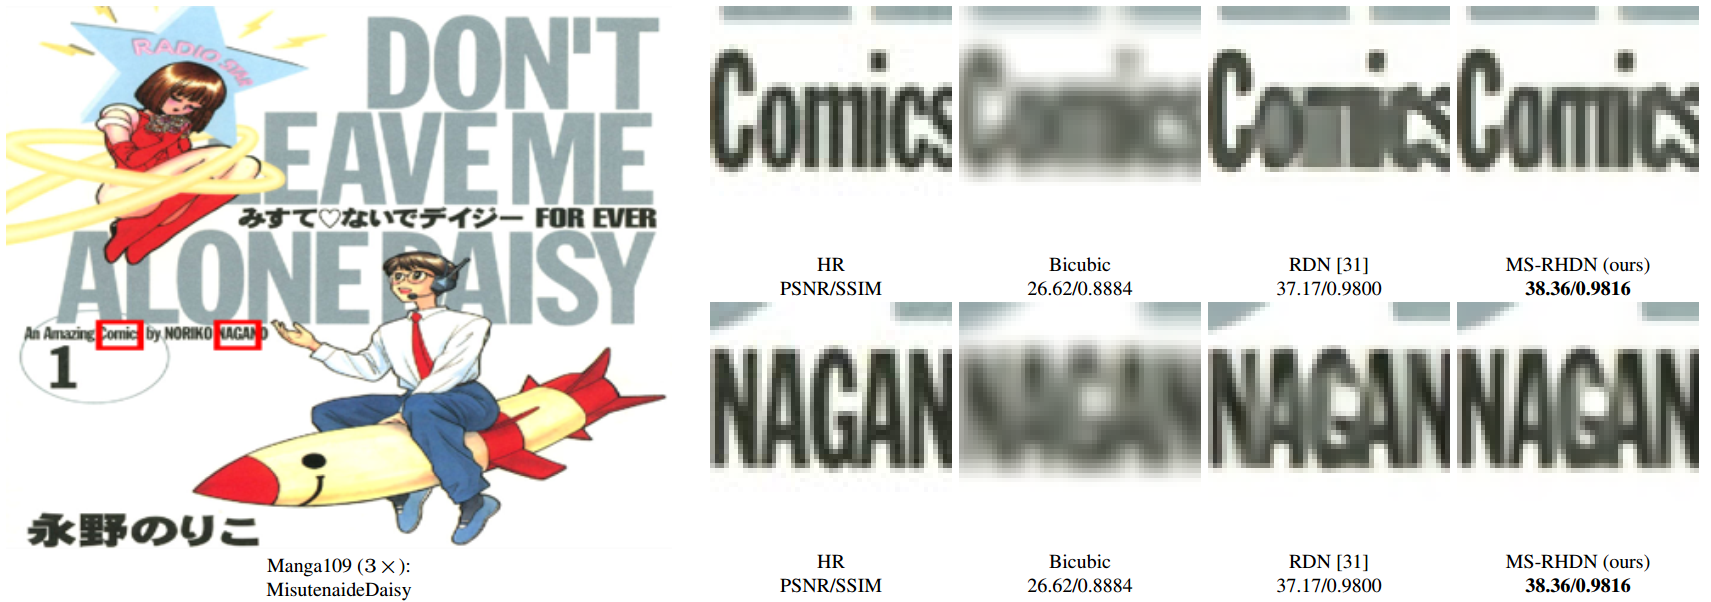 RADIO STAR
DON'T
LEAVE ME
みすて♡ないでデイジー FOR EVER
ALONE DAISY
An Amazing Comics by NORIKO NAGANO
1
永野のりこ
Manga109 (3×):
MisutenaideDaisy
Comics Comics Comics Comics
HR Bicubic RDN [31] MS-RHDN (ours)
PSNR/SSIM 26.62/0.8884 37.17/0.9800 38.36/0.9816
NAGAN NAGAN NAGAN NAGAN
HR Bicubic RDN [31] MS-RHDN (ours)
PSNR/SSIM 26.62/0.8884 37.17/0.9800 38.36/0.9816